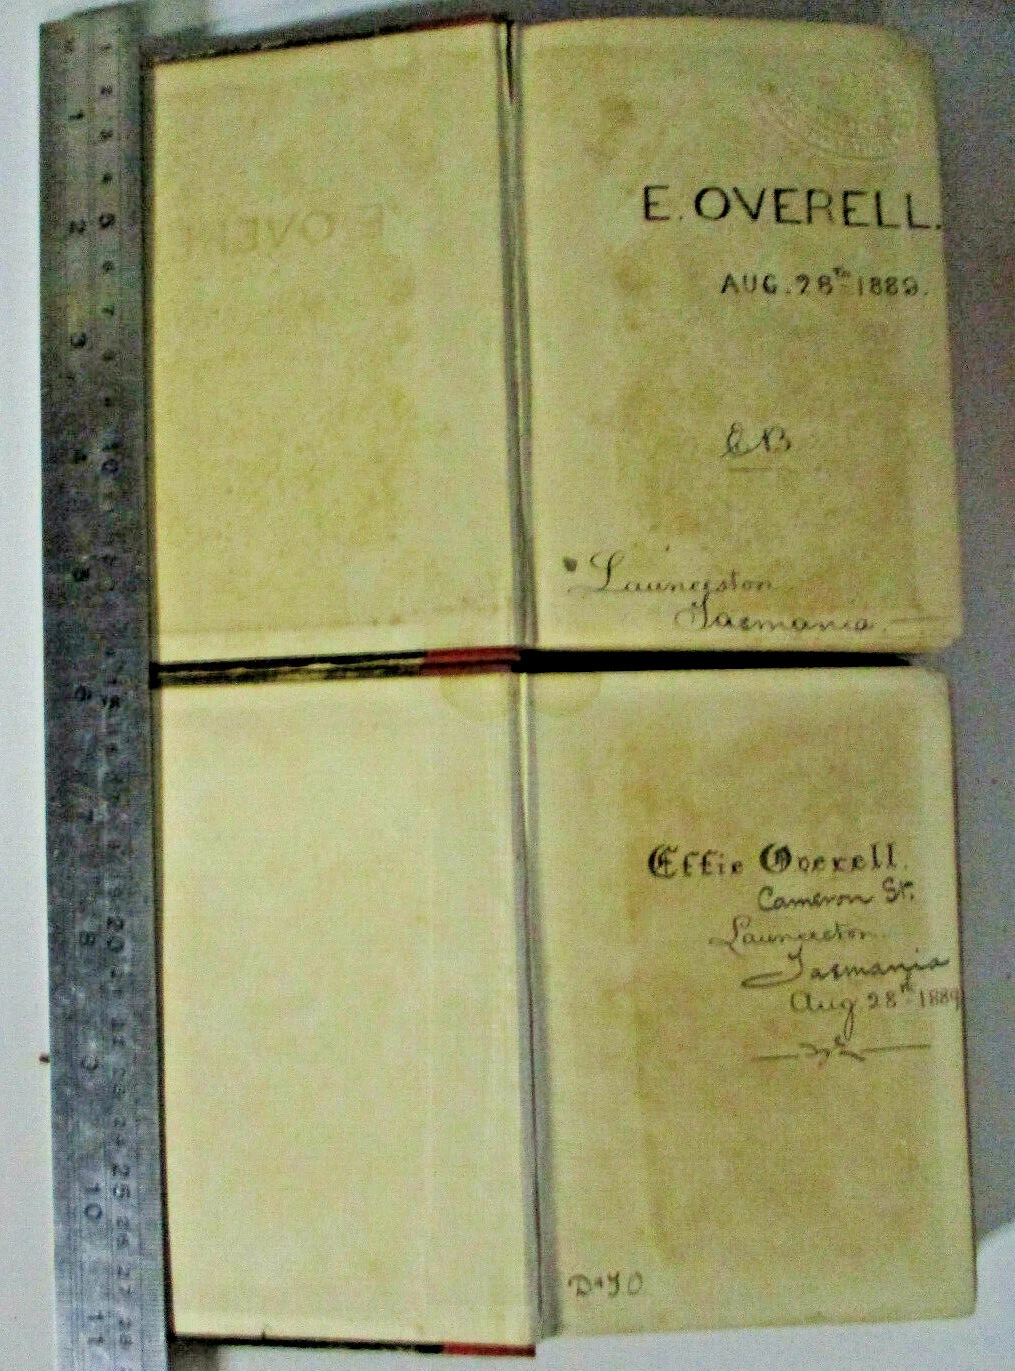 E. OVERELL.
AUG. 28TH 1889.
Launceston
Tasmania.
Effie Overell.
Cameron St.
Launceston.
Tasmania
Aug. 28th 1889